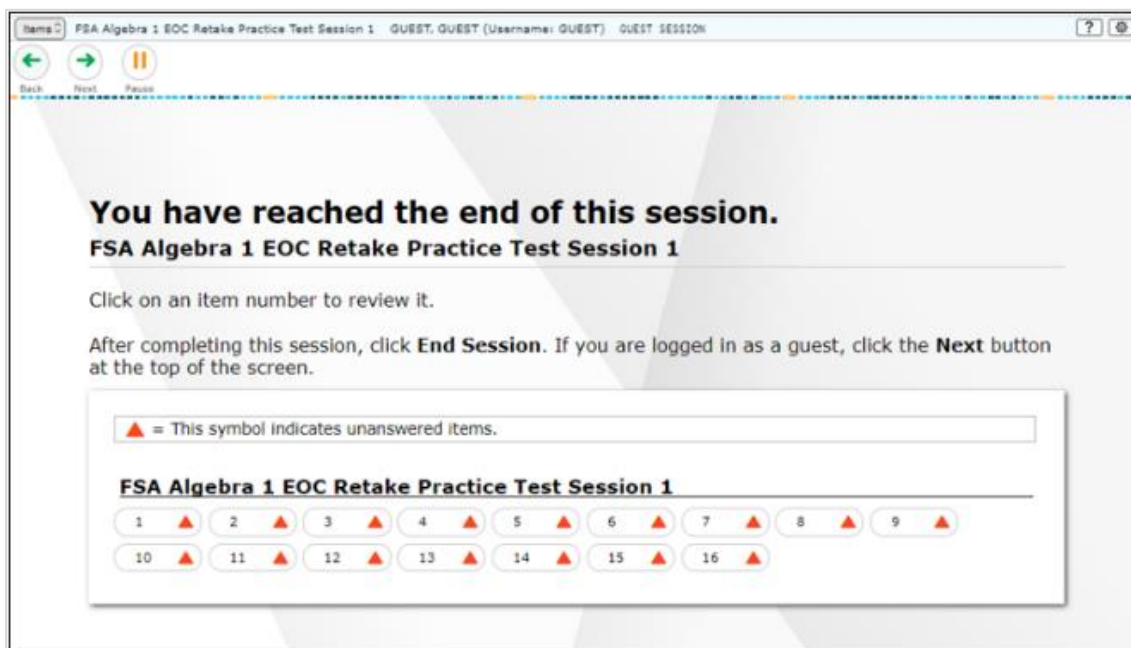 Items FSA Algebra 1 EOC Retake Practice Test Session 1 GUEST, GUEST (Username: GUEST) GUEST SESSION ?
Back Next Pause
You have reached the end of this session.
FSA Algebra 1 EOC Retake Practice Test Session 1
Click on an item number to review it.
After completing this session, click End Session. If you are logged in as a guest, click the Next button
at the top of the screen.
= This symbol indicates unanswered items.
FSA Algebra 1 EOC Retake Practice Test Session 1
1 2 3 4 5 6 7 8 9
10 11 12 13 14 15 16